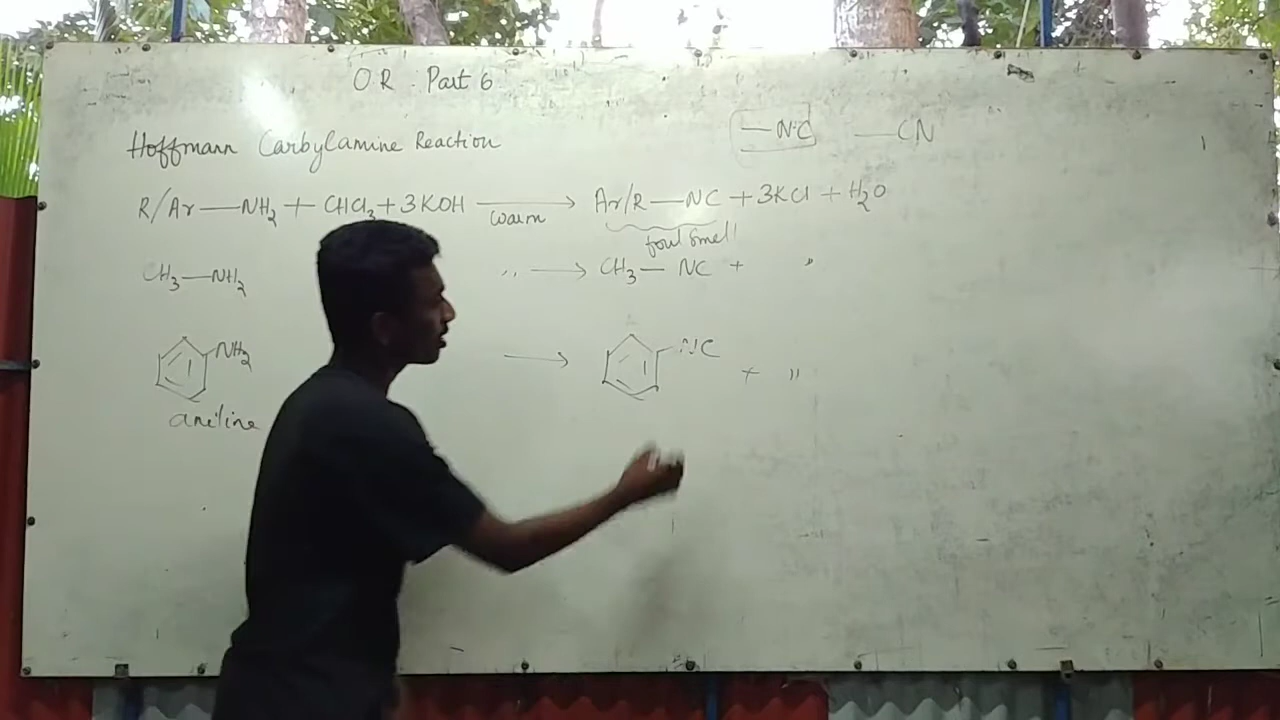 O R . Part 6
—NC —CN
Hoffmann Carbylamine Reaction
R/Ar—NH₂ + CHCl₃ + 3KOH warm → Ar/R—NC + 3KCl + H₂O
foul smell
CH₃—NH₂ ,, → CH₃—NC + ,,
NH₂ → NC + ,,
aniline